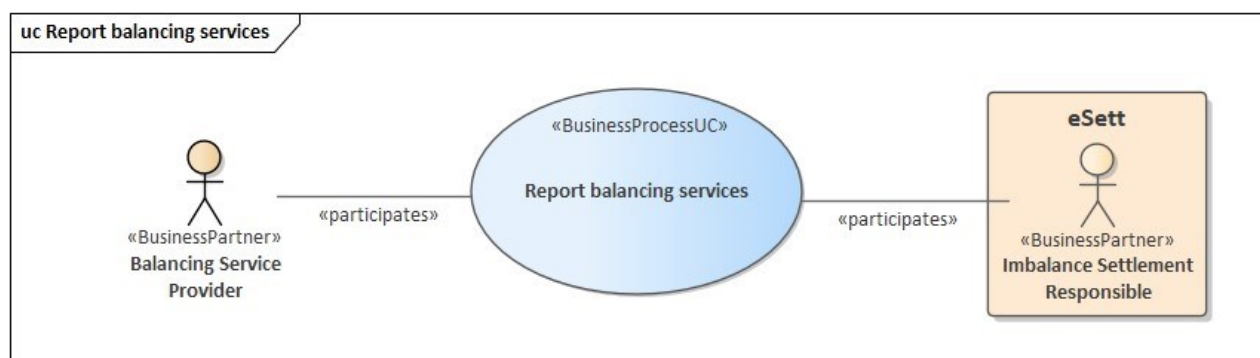 uc Report balancing services
«BusinessProcessUC»
Report balancing services
eSett
«participates»
«participates»
«BusinessPartner»
Balancing Service
Provider
«BusinessPartner»
Imbalance Settlement
Responsible